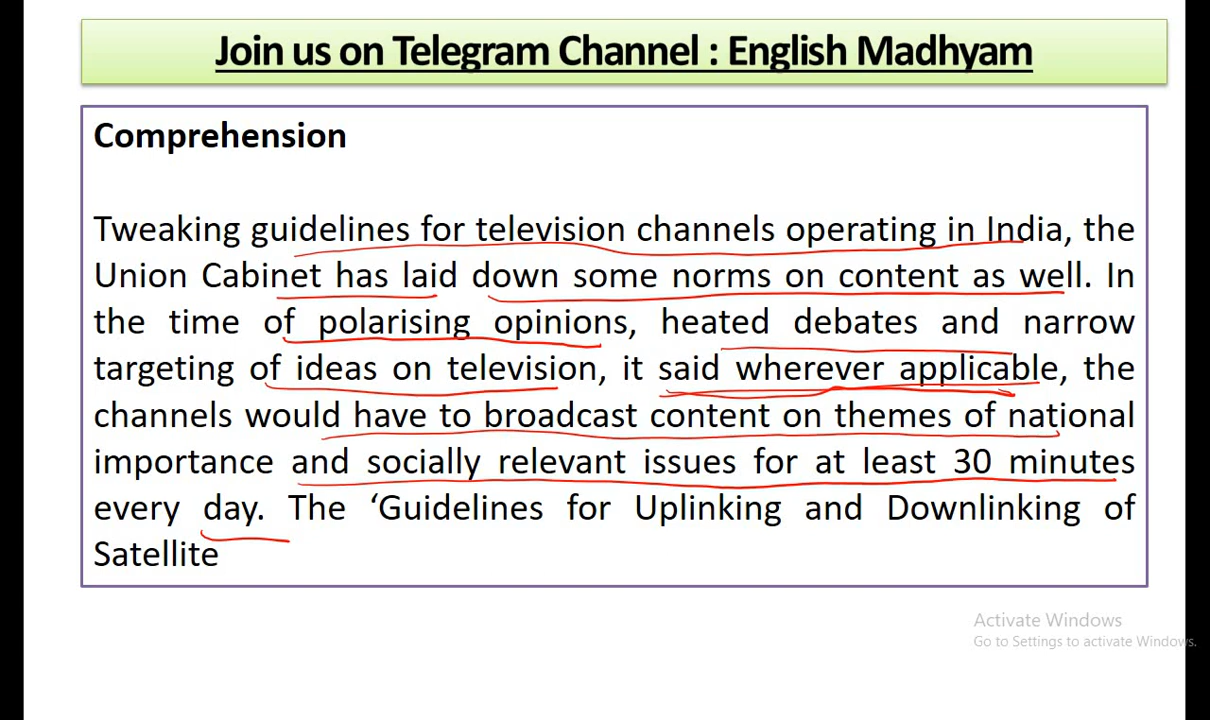 Join us on Telegram Channel : English Madhyam
Comprehension
Tweaking guidelines for television channels operating in India, the
Union Cabinet has laid down some norms on content as well. In
the time of polarising opinions, heated debates and narrow
targeting of ideas on television, it said wherever applicable, the
channels would have to broadcast content on themes of national
importance and socially relevant issues for at least 30 minutes
every day. The ‘Guidelines for Uplinking and Downlinking of
Satellite
Activate Windows
Go to Settings to activate Windows.